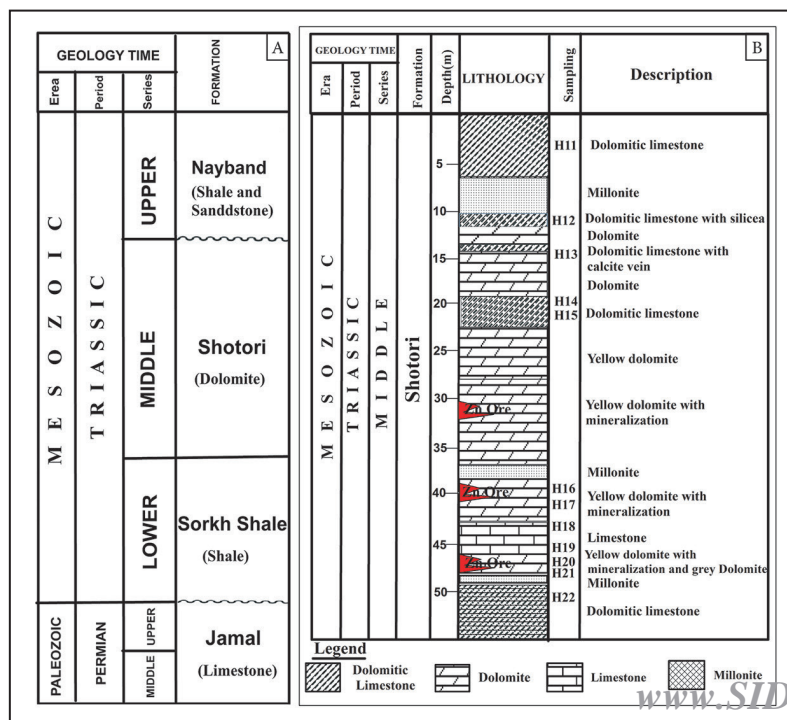 A
GEOLOGY TIME
FORMATION
Erea
Period
Series
MESOZOIC
TRIASSIC
UPPER
Nayband
(Shale and
Sanddstone)
MIDDLE
Shotori
(Dolomite)
LOWER
Sorkh Shale
(Shale)
PALEOZOIC
PERMIAN
UPPER
MIDDLE
Jamal
(Limestone)
B
GEOLOGY TIME
Era
Period
Series
Formation
Depth(m)
LITHOLOGY
Sampling
Description
MESOZOIC
TRIASSIC
MIDDLE
Shotori
H11 Dolomitic limestone
5
Millonite
10
H12 Dolomitic limestone with silicea
Dolomite
H13 Dolomitic limestone with
15 calcite vein
Dolomite
20 H14
H15 Dolomitic limestone
25
Yellow dolomite
30
Zn Ore Yellow dolomite with
mineralization
35
Millonite
40 Zn Ore H16 Yellow dolomite with
H17 mineralization
H18
Limestone
45 H19
Zn Ore H20 Yellow dolomite with
H21 mineralization and grey Dolomite
Millonite
50 H22
Dolomitic limestone
Legend
Dolomitic
Limestone
Dolomite
Limestone
Millonite
www.SID